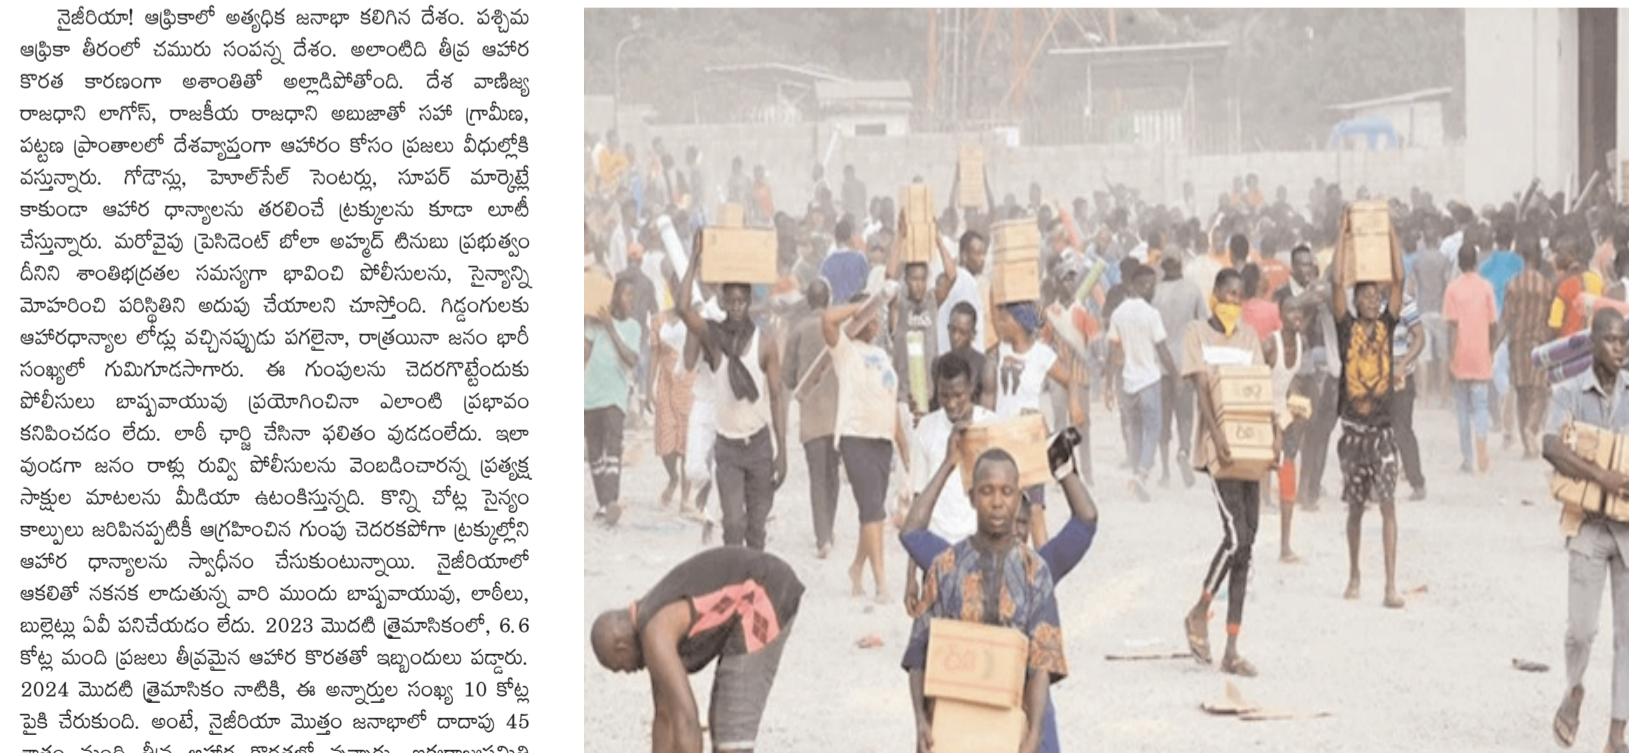 నైజీరియా! ఆఫ్రికాలో అత్యధిక జనాభా కలిగిన దేశం. పశ్చిమ
ఆఫ్రికా తీరంలో చమురు సంపన్న దేశం. అలాంటిది తీవ్ర ఆహార
కొరత కారణంగా అశాంతితో అల్లాడిపోతోంది. దేశ వాణిజ్య
రాజధాని లాగోస్, రాజకీయ రాజధాని అబుజాతో సహా గ్రామీణ,
పట్టణ ప్రాంతాలలో దేశవ్యాప్తంగా ఆహారం కోసం ప్రజలు వీధుల్లోకి
వస్తున్నారు. గోడౌన్లు, హెూల్‌సేల్ సెంటర్లు, సూపర్ మార్కెట్లే
కాకుండా ఆహార ధాన్యాలను తరలించే ట్రక్కులను కూడా లూటీ
చేస్తున్నారు. మరోవైపు ప్రెసిడెంట్ బోలా అహ్మద్ టినుబు ప్రభుత్వం
దీనిని శాంతిభద్రతల సమస్యగా భావించి పోలీసులను, సైన్యాన్ని
మోహరించి పరిస్థితిని అదుపు చేయాలని చూస్తోంది. గిడ్డంగులకు
ఆహారధాన్యాల లోడ్లు వచ్చినప్పుడు పగలైనా, రాత్రయినా జనం భారీ
సంఖ్యలో గుమిగూడసాగారు. ఈ గుంపులను చెదరగొట్టేందుకు
పోలీసులు బాష్పవాయువు ప్రయోగించినా ఎలాంటి ప్రభావం
కనిపించడం లేదు. లాఠీ ఛార్జి చేసినా ఫలితం వుడడంలేదు. ఇలా
వుండగా జనం రాళ్లు రువ్వి పోలీసులను వెంబడించారన్న ప్రత్యక్ష
సాక్షుల మాటలను మీడియా ఉటంకిస్తున్నది. కొన్ని చోట్ల సైన్యం
కాల్పులు జరిపినప్పటికీ ఆగ్రహించిన గుంపు చెదరకపోగా ట్రక్కుల్లోని
ఆహార ధాన్యాలను స్వాధీనం చేసుకుంటున్నాయి. నైజీరియాలో
ఆకలితో నకనక లాడుతున్న వారి ముందు బాష్పవాయువు, లాఠీలు,
బుల్లెట్లు ఏవీ పనిచేయడం లేదు. 2023 మొదటి త్రైమాసికంలో, 6.6
కోట్ల మంది ప్రజలు తీవ్రమైన ఆహార కొరతతో ఇబ్బందులు పడ్డారు.
2024 మొదటి త్రైమాసికం నాటికి, ఈ అన్నార్తుల సంఖ్య 10 కోట్ల
పైకి చేరుకుంది. అంటే, నైజీరియా మొత్తం జనాభాలో దాదాపు 45